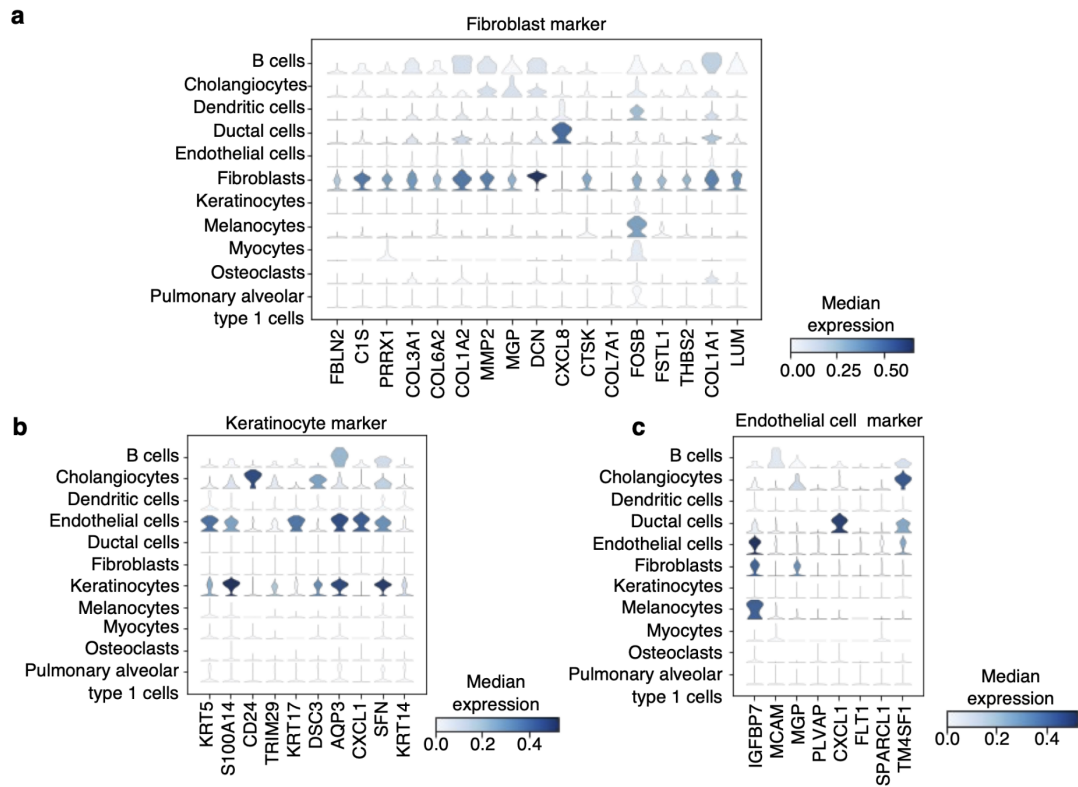 a
Fibroblast marker
B cells
Cholangiocytes
Dendritic cells
Ductal cells
Endothelial cells
Fibroblasts
Keratinocytes
Melanocytes
Myocytes
Osteoclasts
Pulmonary alveolar
type 1 cells
FBLN2
C1S
PRRX1
COL3A1
COL6A2
COL1A2
MMP2
MGP
DCN
CXCL8
CTSK
COL7A1
FOSB
FSTL1
THBS2
COL1A1
LUM
Median
expression
0.00 0.25 0.50
b
Keratinocyte marker
B cells
Cholangiocytes
Dendritic cells
Endothelial cells
Ductal cells
Fibroblasts
Keratinocytes
Melanocytes
Myocytes
Osteoclasts
Pulmonary alveolar
type 1 cells
KRT5
S100A14
CD24
TRIM29
KRT17
DSC3
AQP3
CXCL1
SFN
KRT14
Median
expression
0.0 0.2 0.4
c
Endothelial cell marker
B cells
Cholangiocytes
Dendritic cells
Ductal cells
Endothelial cells
Fibroblasts
Keratinocytes
Melanocytes
Myocytes
Osteoclasts
Pulmonary alveolar
type 1 cells
IGFBP7
MCAM
MGP
PLVAP
CXCL1
FLT1
SPARCL1
TM4SF1
Median
expression
0.0 0.2 0.4